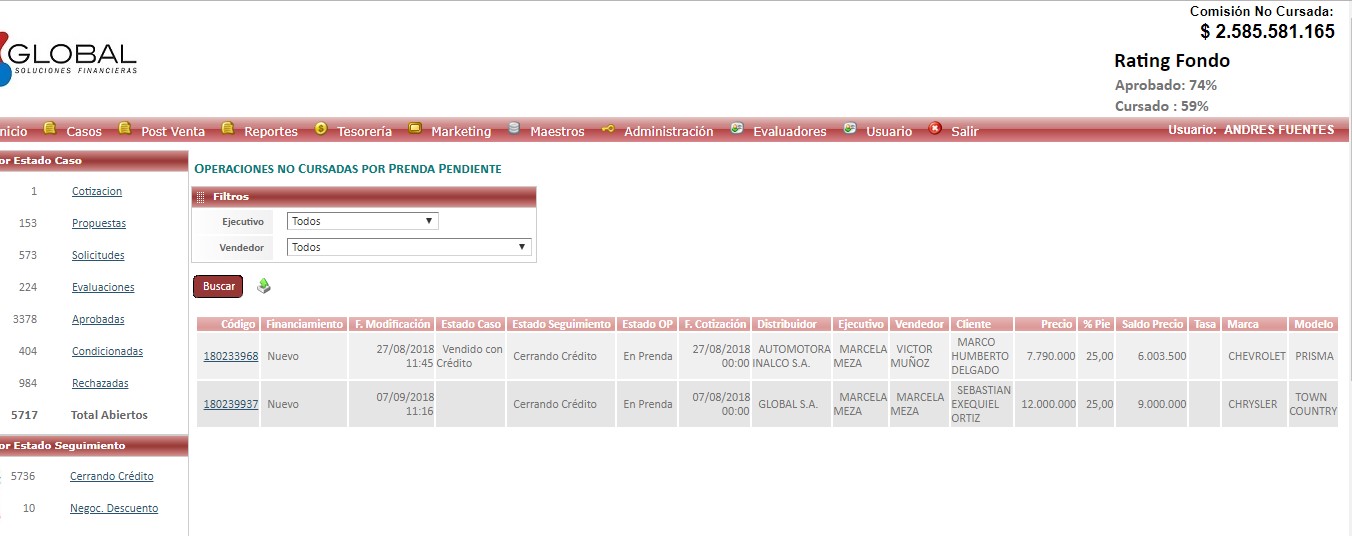 Comisión No Cursada:
$ 2.585.581.165
GLOBAL
SOLUCIONES FINANCIERAS
Rating Fondo
Aprobado: 74%
Cursado : 59%
nicio Casos Post Venta Reportes Tesorería Marketing Maestros Administración Evaluadores Usuario Salir Usuario: ANDRES FUENTES
or Estado Caso
1 Cotizacion
153 Propuestas
573 Solicitudes
224 Evaluaciones
3378 Aprobadas
404 Condicionadas
984 Rechazadas
5717 Total Abiertos
or Estado Seguimiento
5736 Cerrando Crédito
10 Negoc. Descuento
OPERACIONES NO CURSADAS POR PRENDA PENDIENTE
Filtros
Ejecutivo Todos
Vendedor Todos
Buscar
Código Financiamiento F. Modificación Estado Caso Estado Seguimiento Estado OP F. Cotización Distribuidor Ejecutivo Vendedor Cliente Precio % Pie Saldo Precio Tasa Marca Modelo
27/08/2018 Vendido con 27/08/2018 AUTOMOTORA MARCELA VICTOR MARCO
180233968 Nuevo Cerrando Crédito En Prenda HUMBERTO 7.790.000 25,00 6.003.500 CHEVROLET PRISMA
11:45 Crédito 00:00 INALCO S.A. MEZA MUÑOZ DELGADO
07/09/2018 07/08/2018 MARCELA MARCELA SEBASTIAN TOWN
180239937 Nuevo Cerrando Crédito En Prenda GLOBAL S.A. EXEQUIEL 12.000.000 25,00 9.000.000 CHRYSLER
11:16 00:00 MEZA MEZA ORTIZ COUNTRY